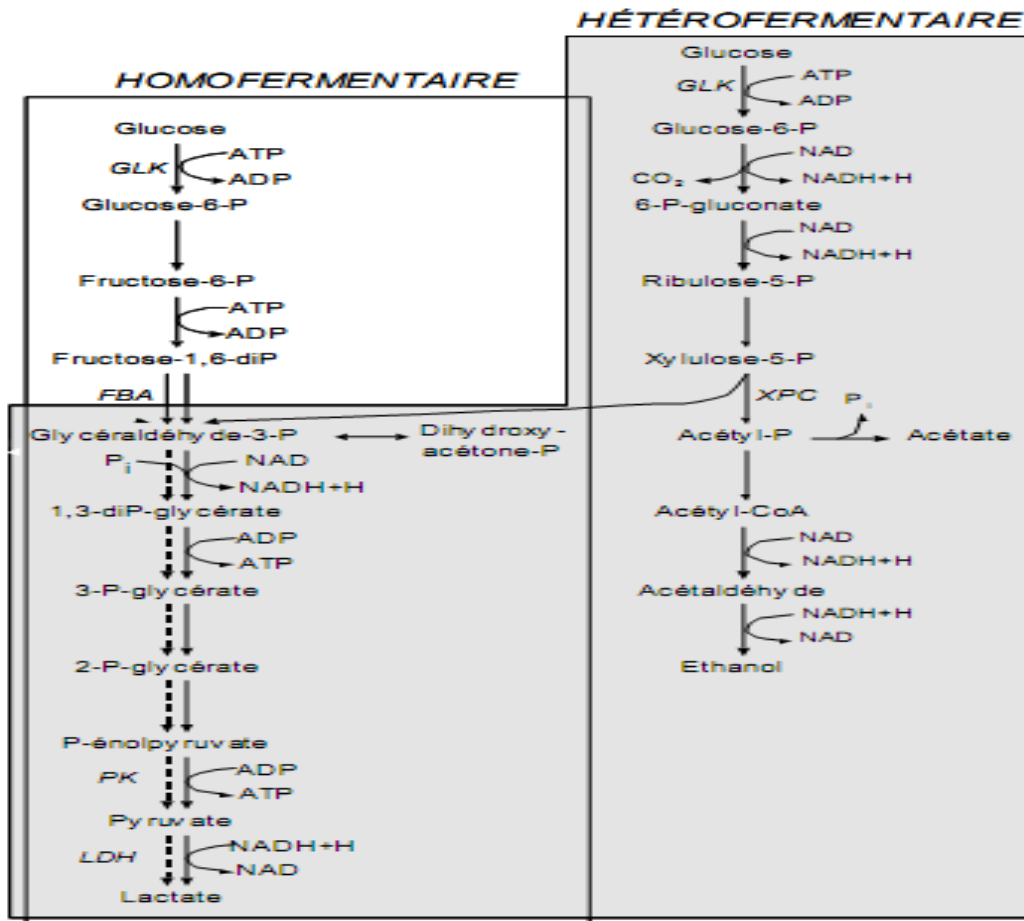 HÉTÉROFERMENTAIRE
HOMOFERMENTAIRE
Glucose
GLK
ATP
ADP
Glucose-6-P
Fructose-6-P
ATP
ADP
Fructose-1,6-diP
FBA
Glycéraldéhyde-3-P
Dihydroxy-
acétone-P
Pi
NAD
NADH+H
1,3-diP-glycérate
ADP
ATP
3-P-glycérate
2-P-glycérate
P-énolpyruvate
PK
ADP
ATP
Pyruvate
LDH
NADH+H
NAD
Lactate
Glucose
GLK
ATP
ADP
Glucose-6-P
NAD
CO2
NADH+H
6-P-gluconate
NAD
NADH+H
Ribulose-5-P
Xylulose-5-P
XPC
Pi
Acétyl-P
Acétate
Acétyl-CoA
NAD
NADH+H
Acétaldéhyde
NADH+H
NAD
Ethanol